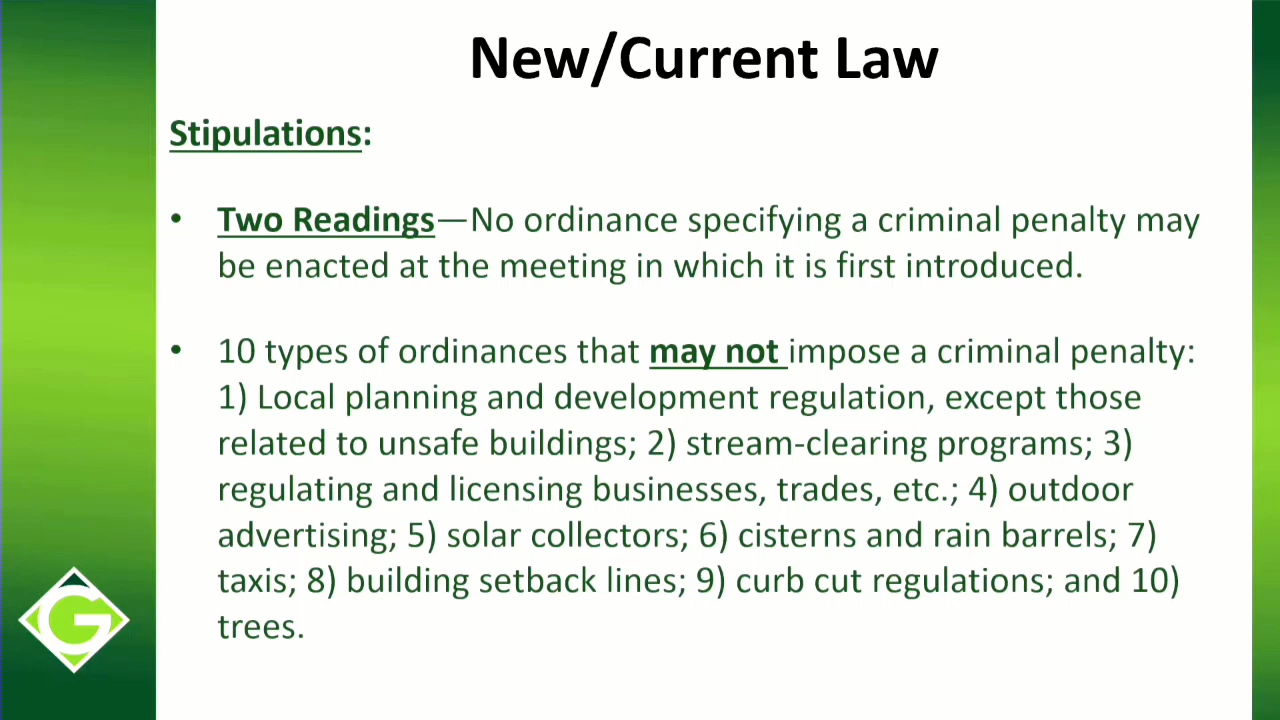 New/Current Law
Stipulations:
• Two Readings—No ordinance specifying a criminal penalty may
be enacted at the meeting in which it is first introduced.
• 10 types of ordinances that may not impose a criminal penalty:
1) Local planning and development regulation, except those
related to unsafe buildings; 2) stream-clearing programs; 3)
regulating and licensing businesses, trades, etc.; 4) outdoor
advertising; 5) solar collectors; 6) cisterns and rain barrels; 7)
taxis; 8) building setback lines; 9) curb cut regulations; and 10)
trees.
G